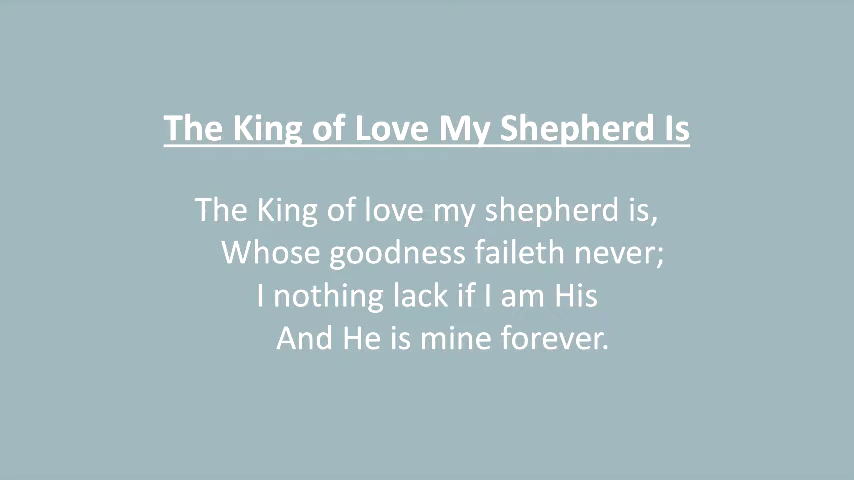 The King of Love My Shepherd Is
The King of love my shepherd is,
Whose goodness faileth never;
I nothing lack if I am His
And He is mine forever.